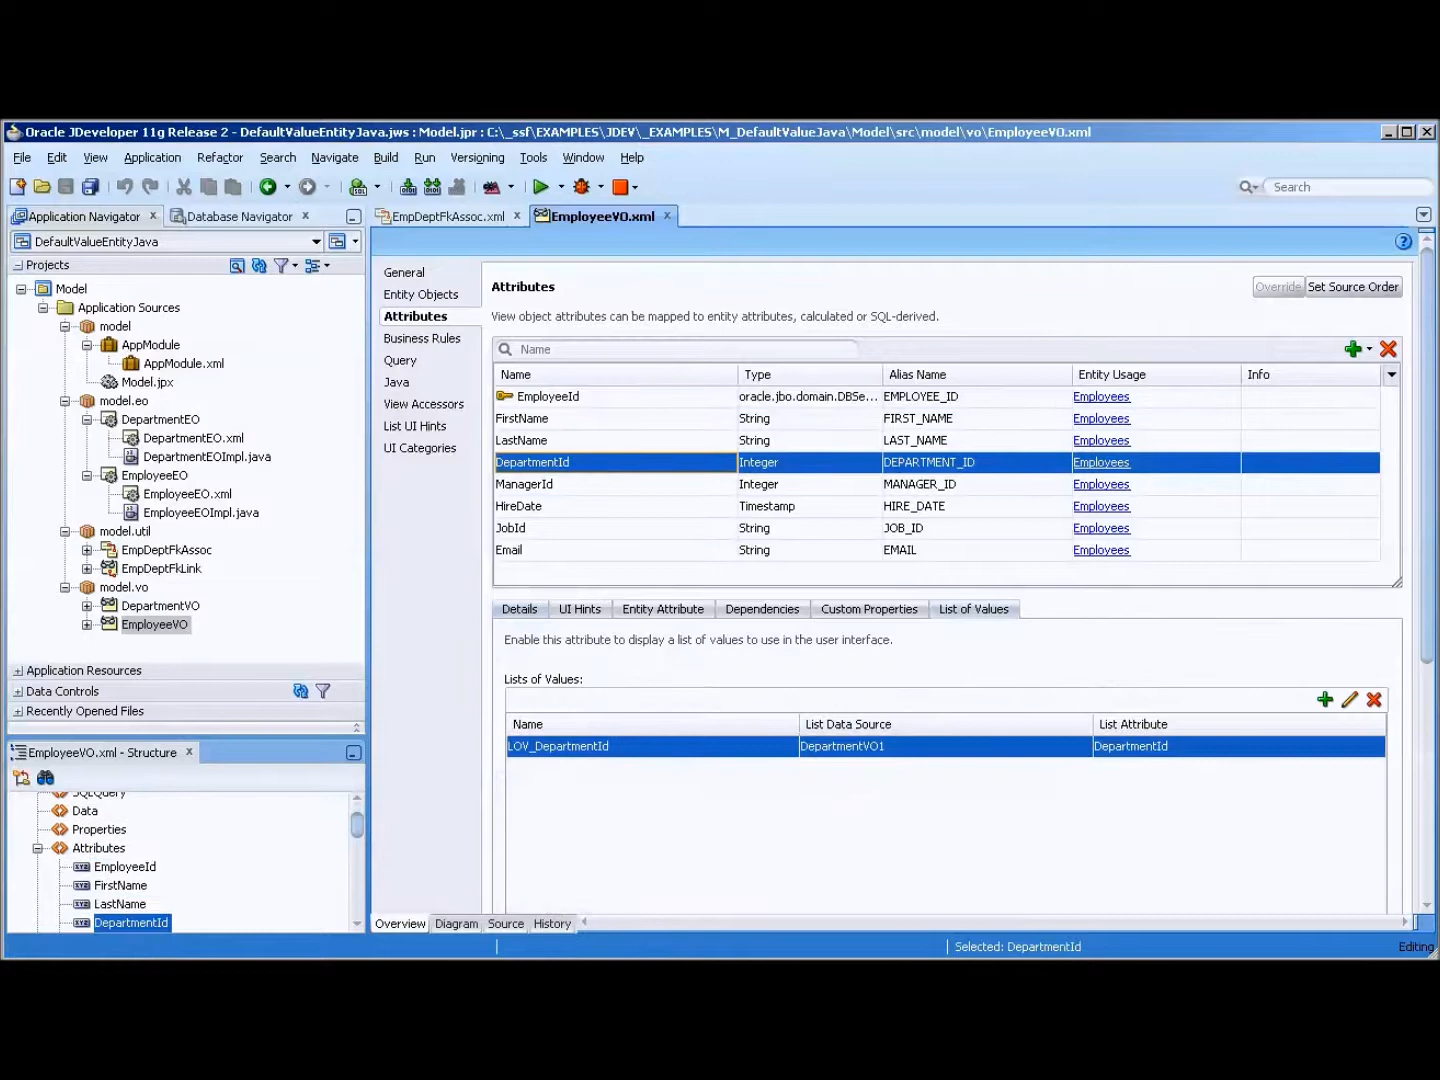 Oracle JDeveloper 11g Release 2 - DefaultValueEntityJava.jws : Model.jpr : C:\_ssf\EXAMPLES\JDEV\_EXAMPLES\M_DefaultValueJava\Model\src\model\vo\EmployeeVO.xml
File Edit View Application Refactor Search Navigate Build Run Versioning Tools Window Help
Search
Application Navigator Database Navigator EmpDeptFkAssoc.xml EmployeeVO.xml
DefaultValueEntityJava
Projects
Model
Application Sources
model
AppModule
AppModule.xml
Model.jpx
model.eo
DepartmentEO
DepartmentEO.xml
DepartmentEOImpl.java
EmployeeEO
EmployeeEO.xml
EmployeeEOImpl.java
model.util
EmpDeptFkAssoc
EmpDeptFkLink
model.vo
DepartmentVO
EmployeeVO
Application Resources
Data Controls
Recently Opened Files
EmployeeVO.xml - Structure
SQLQuery
Data
Properties
Attributes
EmployeeId
FirstName
LastName
DepartmentId
General
Entity Objects
Attributes
Business Rules
Query
Java
View Accessors
List UI Hints
UI Categories
Attributes Override Set Source Order
View object attributes can be mapped to entity attributes, calculated or SQL-derived.
Name
Name Type Alias Name Entity Usage Info
EmployeeId oracle.jbo.domain.DBSe... EMPLOYEE_ID Employees
FirstName String FIRST_NAME Employees
LastName String LAST_NAME Employees
DepartmentId Integer DEPARTMENT_ID Employees
ManagerId Integer MANAGER_ID Employees
HireDate Timestamp HIRE_DATE Employees
JobId String JOB_ID Employees
Email String EMAIL Employees
Details UI Hints Entity Attribute Dependencies Custom Properties List of Values
Enable this attribute to display a list of values to use in the user interface.
Lists of Values:
Name List Data Source List Attribute
LOV_DepartmentId DepartmentVO1 DepartmentId
Overview Diagram Source History
Selected: DepartmentId Editing